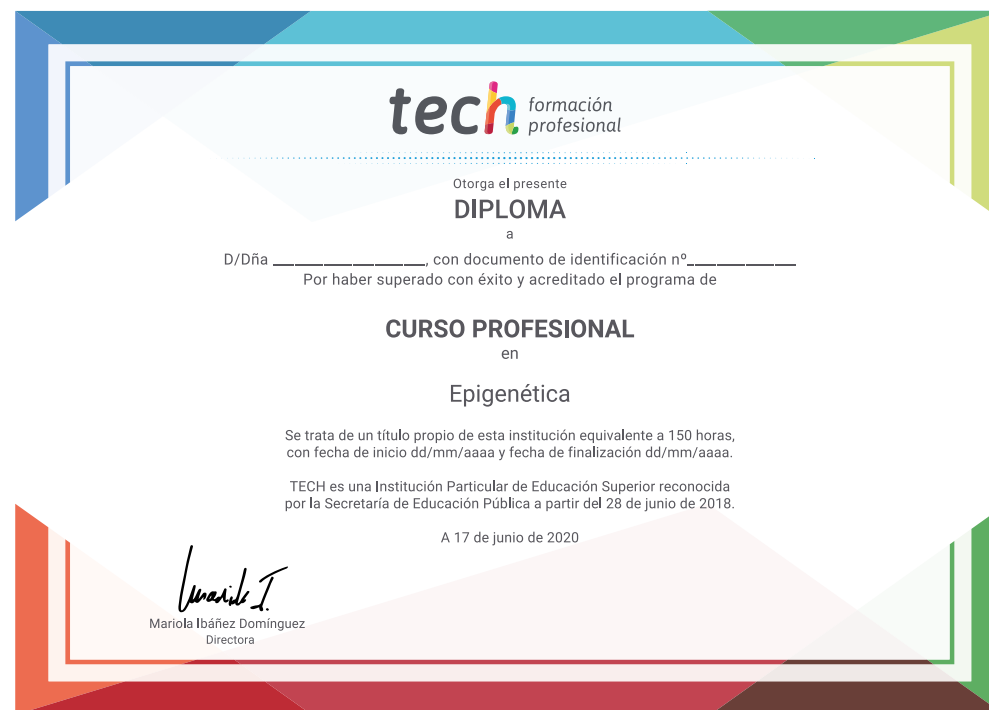 tech formación
profesional
Otorga el presente
DIPLOMA
a
D/Dña ____________________, con documento de identificación nº______________
Por haber superado con éxito y acreditado el programa de
CURSO PROFESIONAL
en
Epigenética
Se trata de un título propio de esta institución equivalente a 150 horas,
con fecha de inicio dd/mm/aaaa y fecha de finalización dd/mm/aaaa.
TECH es una Institución Particular de Educación Superior reconocida
por la Secretaría de Educación Pública a partir del 28 de junio de 2018.
A 17 de junio de 2020
Mariola Ibáñez Domínguez
Directora